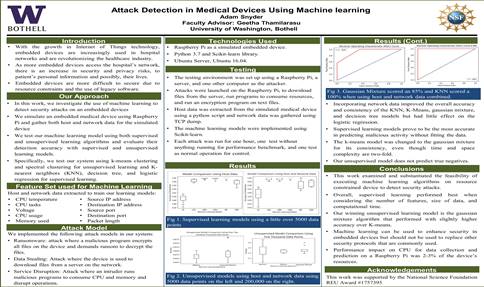 Attack Detection in Medical Devices Using Machine learning
Adam Snyder
Faculty Advisor: Geetha Thamilarasu
University of Washington, Bothell
W
BOTHELL
NSF
Introduction
• With the growth in Internet of Things technology,
embedded devices are increasingly used in hospital
networks and are revolutionizing the healthcare industry.
• As more embedded devices access the hospital's network,
there is an increase in security and privacy risks, to
patient's personal information and possibly, their lives.
• Embedded devices are more difficult to secure due to
resource constraints and the use of legacy software.
Our Approach
• In this work, we investigate the use of machine learning to
detect security attacks on embedded devices
• We emulate an embedded medical device using Raspberry
Pi and gather both host and network data for the simulated
device
• We test our machine learning model using both supervised
and unsupervised learning algorithms and evaluate their
detection accuracy with supervised and unsupervised
learning models.
• Specifically, we test our system using k-means clustering
and spectral clustering for unsupervised learning and K-
nearest neighbors (KNN), decision tree, and logistic
regression for supervised learning.
Feature Set used for Machine Learning
Host and network data extracted to train our learning models:
• CPU temperature • Source IP address
• CPU tasks • Destination IP address
• Voltage • Source port
• CPU usage • Destination port
• Memory used • Packet length
Attack Model
We implemented the following attack models in our system:
• Ransomware: attack where a malicious program encrypts
all files on the device and demands ransom to decrypt the
files.
• Data Stealing: Attack where the device is used to
download files from a server on the network.
• Service Disruption: Attack where an intruder runs
malicious programs to consume CPU and memory and
disrupt operations.
Technologies Used
• Raspberry Pi as a simulated embedded device.
• Python 3.7 and Scikit-learn library.
• Ubuntu Server, Ubuntu 16.04.
Testing
• The testing environment was set up using a Raspberry Pi, a
server, and one other computer as the attacker.
• Attacks were launched on the Raspberry Pi, to download
files from the server, run programs to consume resources,
and run an encryption program on text files.
• Host data was extracted from the simulated medical device
using a python script and network data was gathered using
TCP dump.
• The machine learning models were implemented using
Scikit-learn
• Each attack was run for one hour, one test without
anything running for performance benchmark, and one test
as normal operation for control.
Results
Fig 1. Supervised learning models using a little over 5000 data
points
Fig 2. Unsupervised models using host and network data using
5000 data points on the left and 200,000 on the right.
Results (Cont.)
Fig 3. Gaussian Mixture scored an 85% and KNN scored a
100% when using host and network data combined.
• Incorporating network data improved the overall accuracy
and consistency of the KNN, K-Means, gaussian mixture,
and decision tree models but had little effect on the
logistic regression.
• Supervised learning models prove to be the most accurate
in predicting malicious activity without fitting the data.
• The k-means model was changed to the gaussian mixture
for its consistency, even though time and space
complexity are two-fold.
• Our unsupervised model does not predict true negatives.
Conclusions
• This work examined and substantiated the feasibility of
executing machine learning algorithms on resource
constrained device to detect security attacks.
• Overall, supervised learning performed best when
considering the number of features, size of data, and
computational time.
• Our winning unsupervised learning model is the gaussian
mixture algorithm that performed with slightly higher
accuracy over K-means.
• Machine learning can be used to enhance security in
embedded devices but should not be used to replace other
security protocols that are commonly used.
• Performance impact on CPU for data collection and
prediction on a Raspberry Pi was 2-3% of the device's
resources.
Acknowledgements
This work was supported by the National Science Foundation
REU Award #1757395